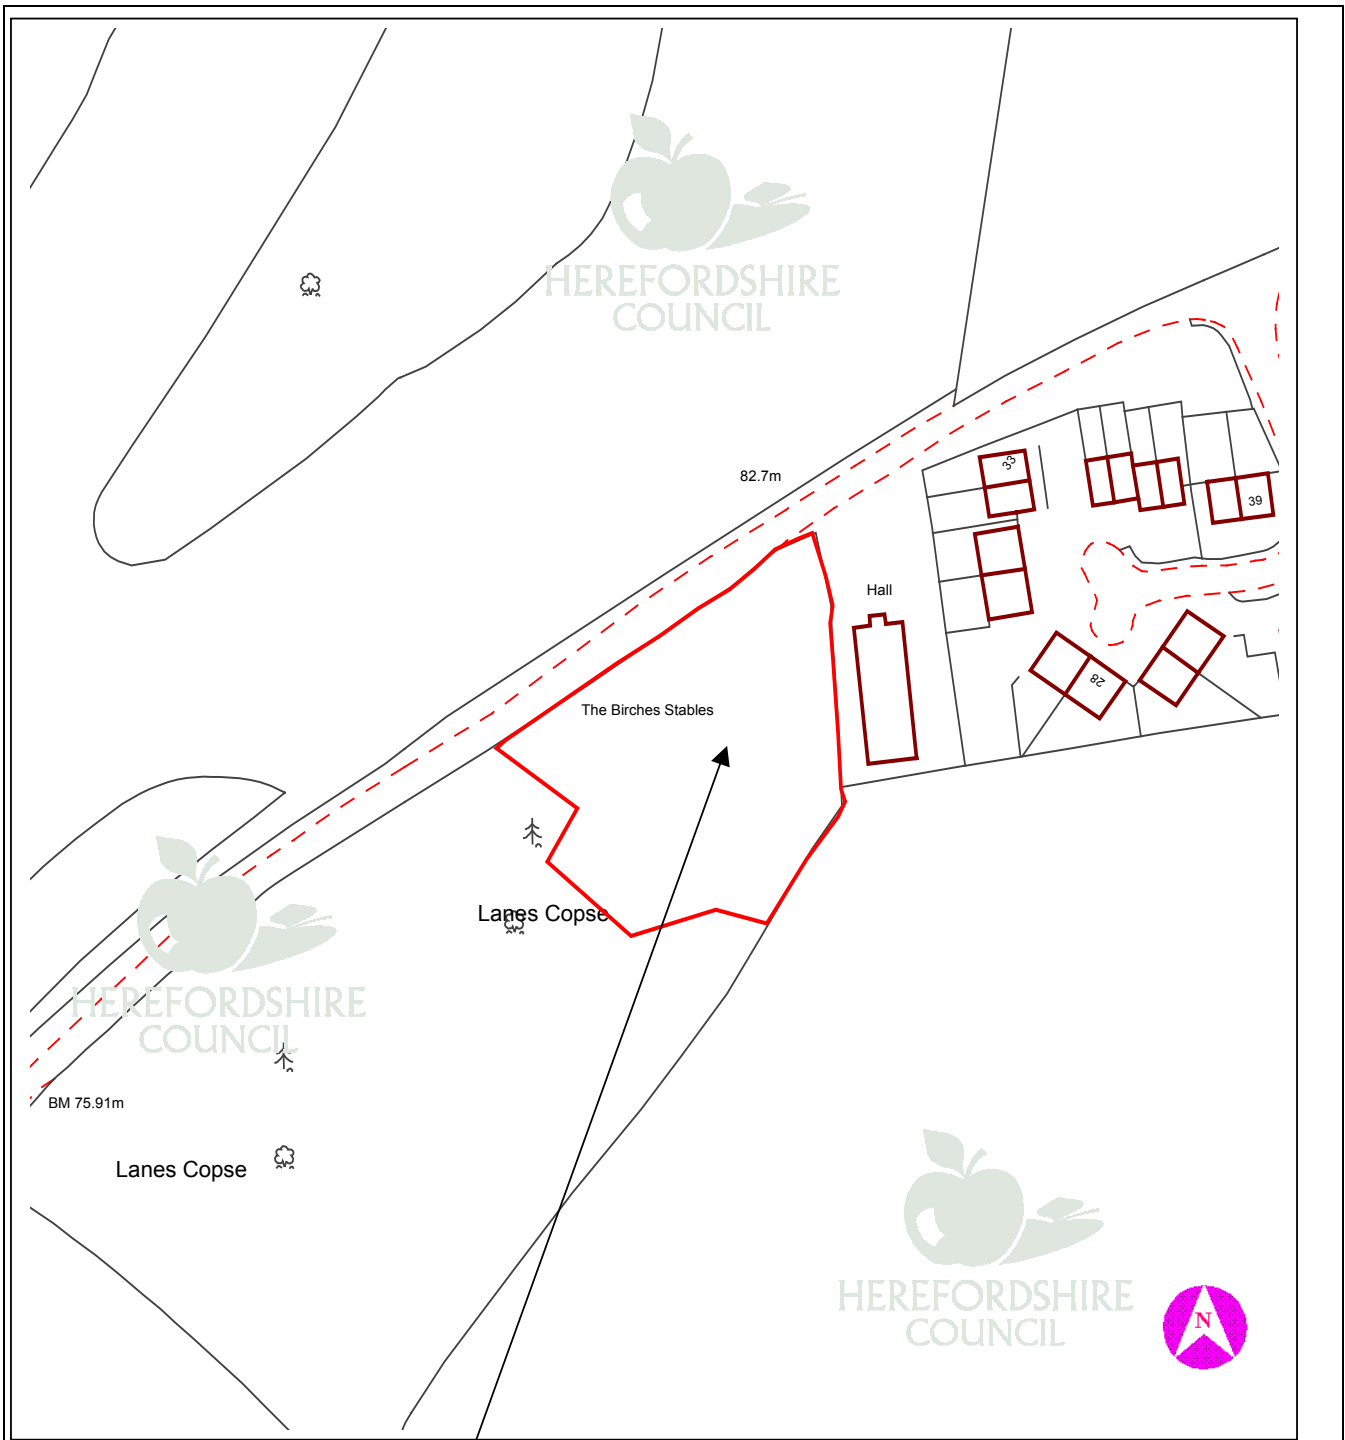 HEREFORDSHIRE
COUNCIL
82.7m
33
39
Hall
28
The Birches Stables
Lanes Copse
HEREFORDSHIRE
COUNCIL
BM 75.91m
Lanes Copse
HEREFORDSHIRE
COUNCIL
N